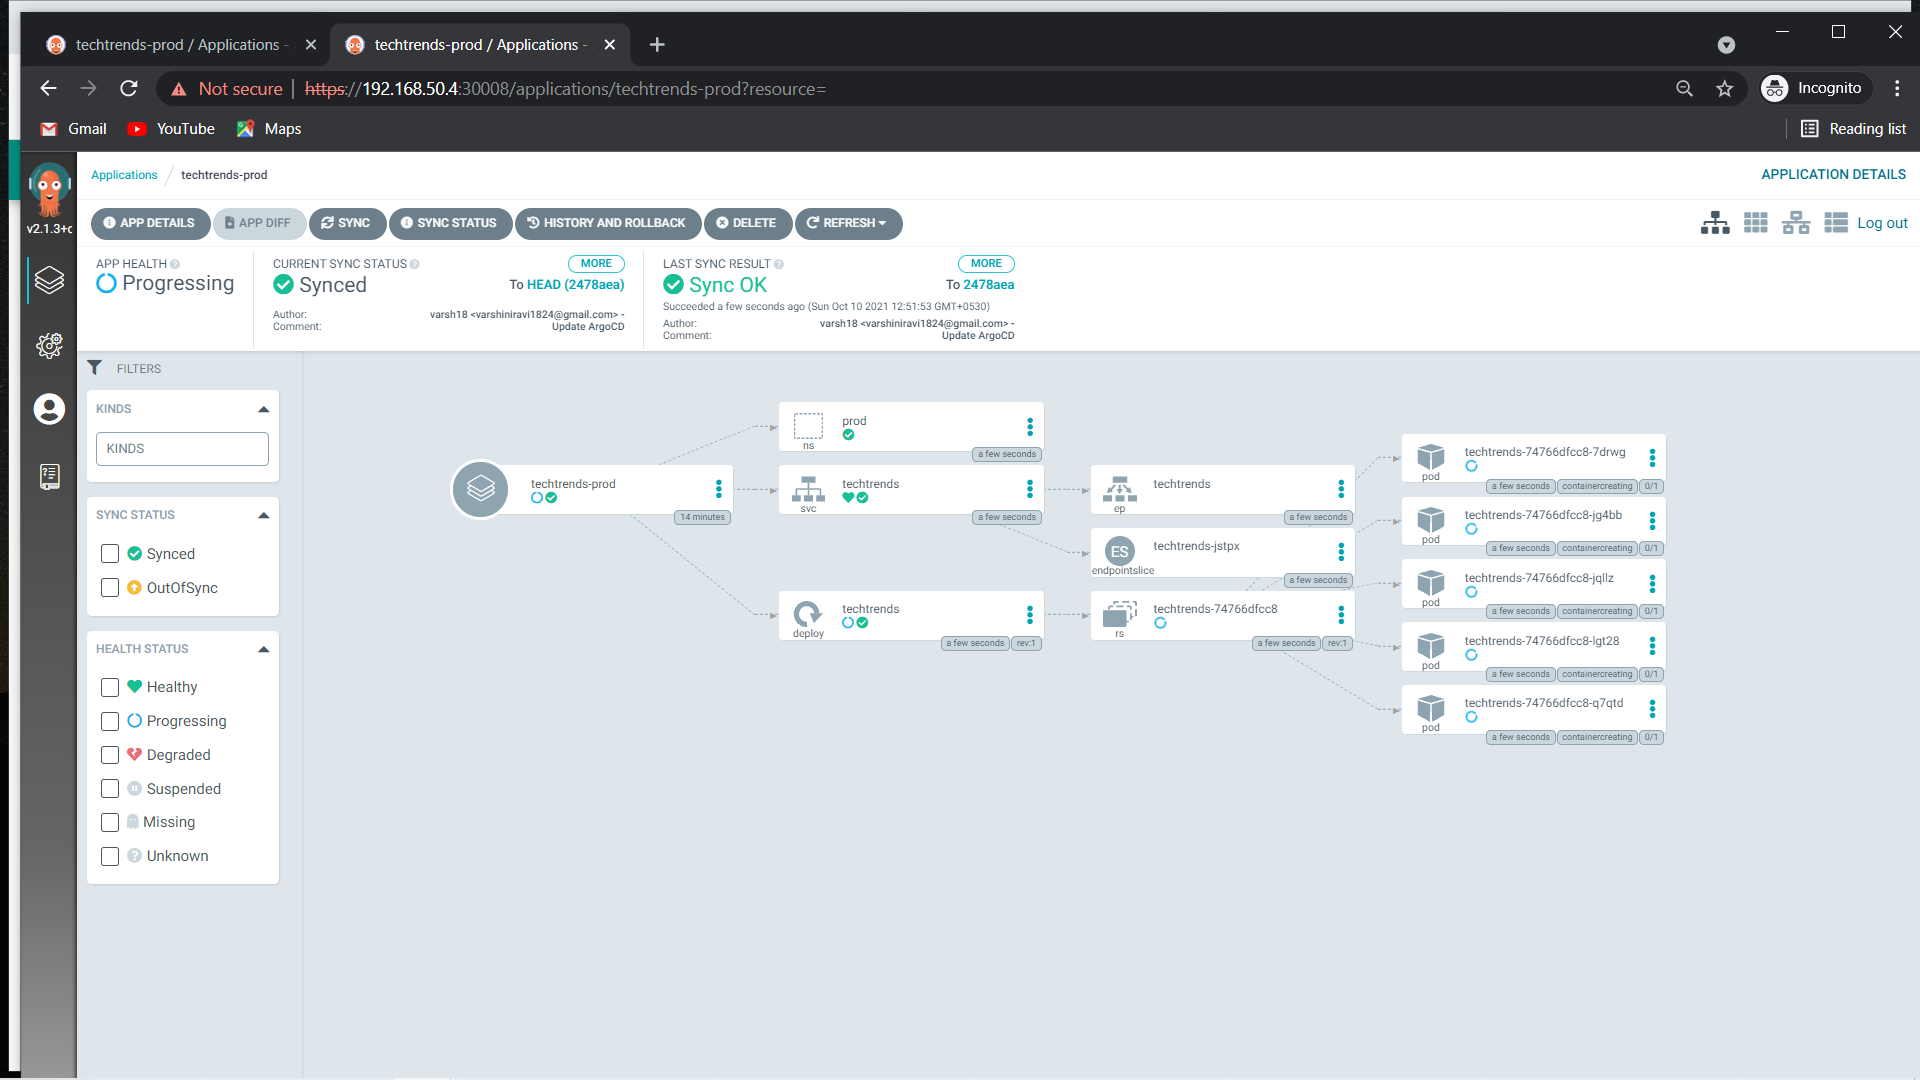 techtrends-prod / Applications -
techtrends-prod / Applications -
Not secure
https://192.168.50.4:30008/applications/techtrends-prod?resource=
Incognito
Gmail
YouTube
Maps
Reading list
v2.1.3+
Applications
techtrends-prod
APPLICATION DETAILS
APP DETAILS
APP DIFF
SYNC
SYNC STATUS
HISTORY AND ROLLBACK
DELETE
REFRESH
Log out
APP HEALTH
Progressing
CURRENT SYNC STATUS
MORE
Synced
To HEAD (2478aea)
Author:
varsh18 <varshiniravi1824@gmail.com> -
Comment:
Update ArgoCD
LAST SYNC RESULT
MORE
Sync OK
To 2478aea
Succeeded a few seconds ago (Sun Oct 10 2021 12:51:53 GMT+0530)
Author:
varsh18 <varshiniravi1824@gmail.com> -
Comment:
Update ArgoCD
FILTERS
KINDS
KINDS
SYNC STATUS
Synced
OutOfSync
HEALTH STATUS
Healthy
Progressing
Degraded
Suspended
Missing
Unknown
techtrends-prod
14 minutes
prod
ns
a few seconds
techtrends
svc
a few seconds
techtrends
deploy
a few seconds
rev:1
techtrends
ep
a few seconds
ES
techtrends-jstpx
endpointslice
a few seconds
techtrends-74766dfcc8
rs
a few seconds
rev:1
techtrends-74766dfcc8-7drwg
pod
a few seconds
containercreating
0/1
techtrends-74766dfcc8-jg4bb
pod
a few seconds
containercreating
0/1
techtrends-74766dfcc8-jqllz
pod
a few seconds
containercreating
0/1
techtrends-74766dfcc8-lgt28
pod
a few seconds
containercreating
0/1
techtrends-74766dfcc8-q7qtd
pod
a few seconds
containercreating
0/1